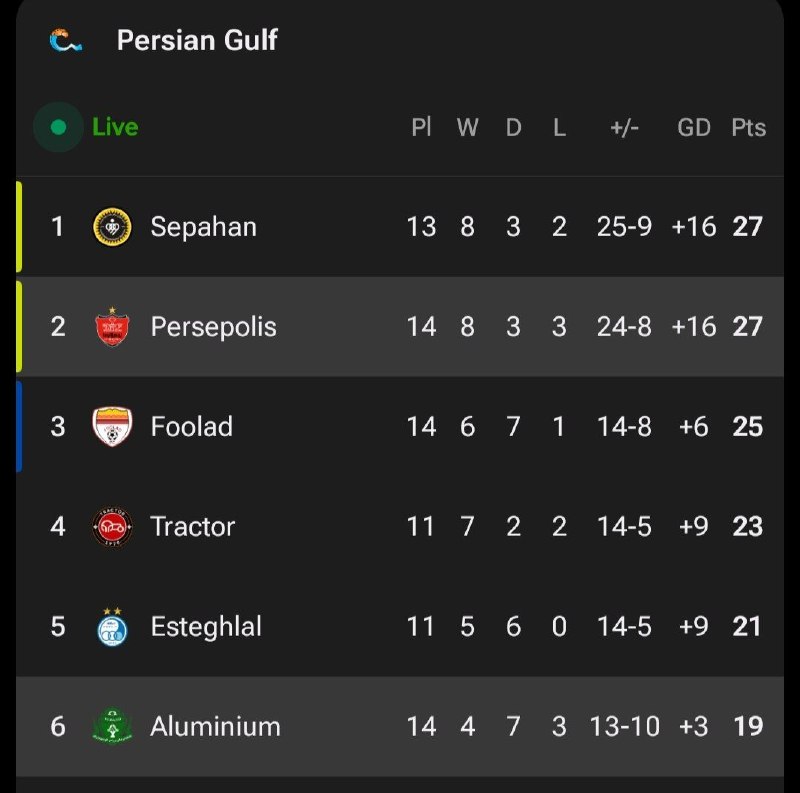 Persian Gulf
Live Pl W D L +/- GD Pts
1 Sepahan 13 8 3 2 25-9 +16 27
2 Persepolis 14 8 3 3 24-8 +16 27
3 Foolad 14 6 7 1 14-8 +6 25
4 Tractor 11 7 2 2 14-5 +9 23
5 Esteghlal 11 5 6 0 14-5 +9 21
6 Aluminium 14 4 7 3 13-10 +3 19